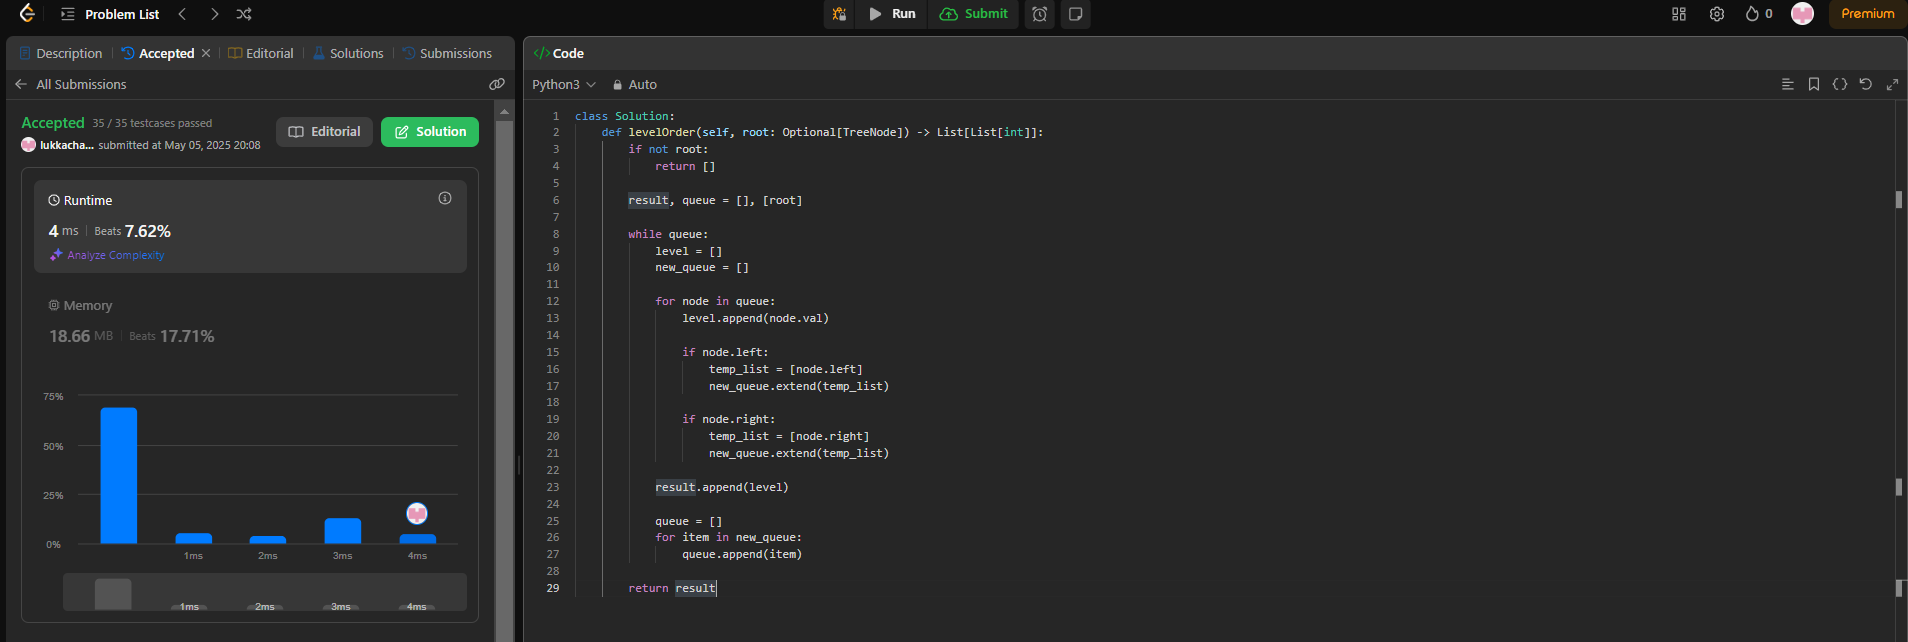 Problem List
Run
Submit
0
Premium
Description
Accepted
Editorial
Solutions
Submissions
All Submissions
Accepted 35 / 35 testcases passed
lukkacha... submitted at May 05, 2025 20:08
Editorial
Solution
Runtime
4 ms Beats 7.62%
Analyze Complexity
Memory
18.66 MB Beats 17.71%
75%
50%
25%
0%
1ms 2ms 3ms 4ms
1ms 2ms 3ms 4ms
</> Code
Python3 Auto
1 class Solution:
2     def levelOrder(self, root: Optional[TreeNode]) -> List[List[int]]:
3         if not root:
4             return []
5
6         result, queue = [], [root]
7
8         while queue:
9             level = []
10             new_queue = []
11
12             for node in queue:
13                 level.append(node.val)
14
15                 if node.left:
16                     temp_list = [node.left]
17                     new_queue.extend(temp_list)
18
19                 if node.right:
20                     temp_list = [node.right]
21                     new_queue.extend(temp_list)
22
23             result.append(level)
24
25             queue = []
26             for item in new_queue:
27                 queue.append(item)
28
29         return result